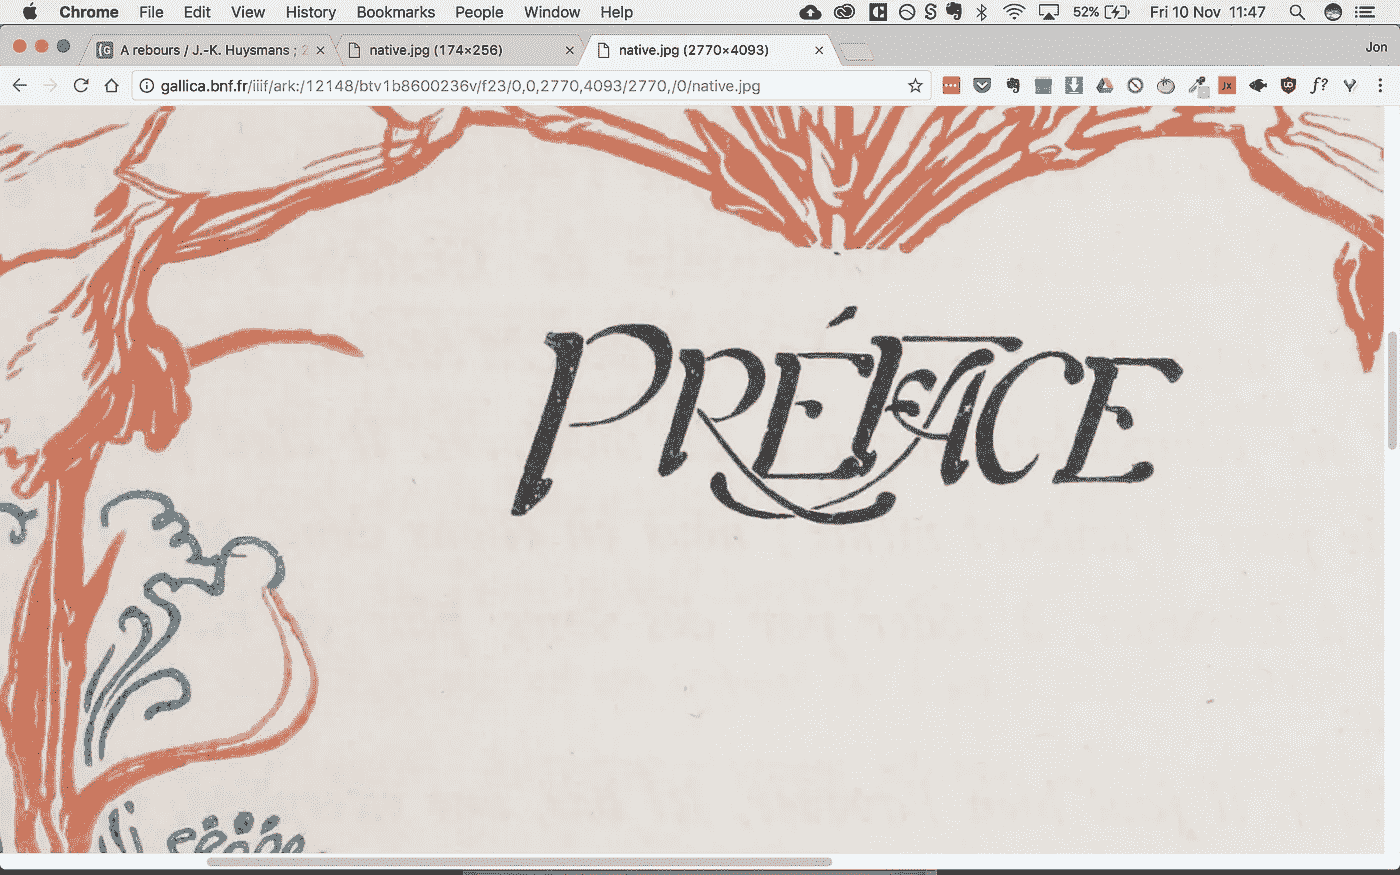 Chrome File Edit View History Bookmarks People Window Help 52% Fri 10 Nov 11:47
A rebours / J.-K. Huysmans ; 2 native.jpg (174×256) native.jpg (2770×4093) Jon
gallica.bnf.fr/iiif/ark:/12148/btv1b8600236v/f23/0,0,2770,4093/2770,/0/native.jpg
PRÉFACE